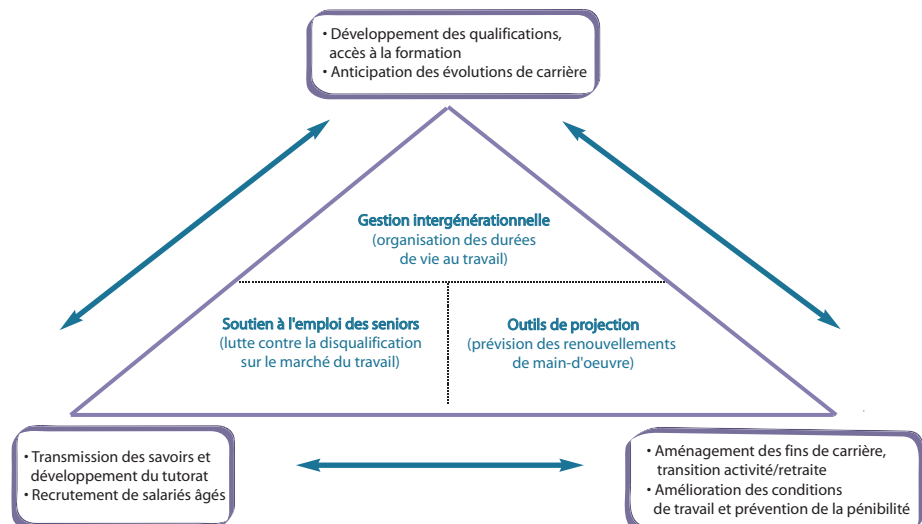 • Développement des qualifications,
accès à la formation
• Anticipation des évolutions de carrière
Gestion intergénérationnelle
(organisation des durées
de vie au travail)
Soutien à l'emploi des seniors
(lutte contre la disqualification
sur le marché du travail)
Outils de projection
(prévision des renouvellements
de main-d'oeuvre)
• Transmission des savoirs et
développement du tutorat
• Recrutement de salariés âgés
• Aménagement des fins de carrière,
transition activité/retraite
• Amélioration des conditions
de travail et prévention de la pénibilité